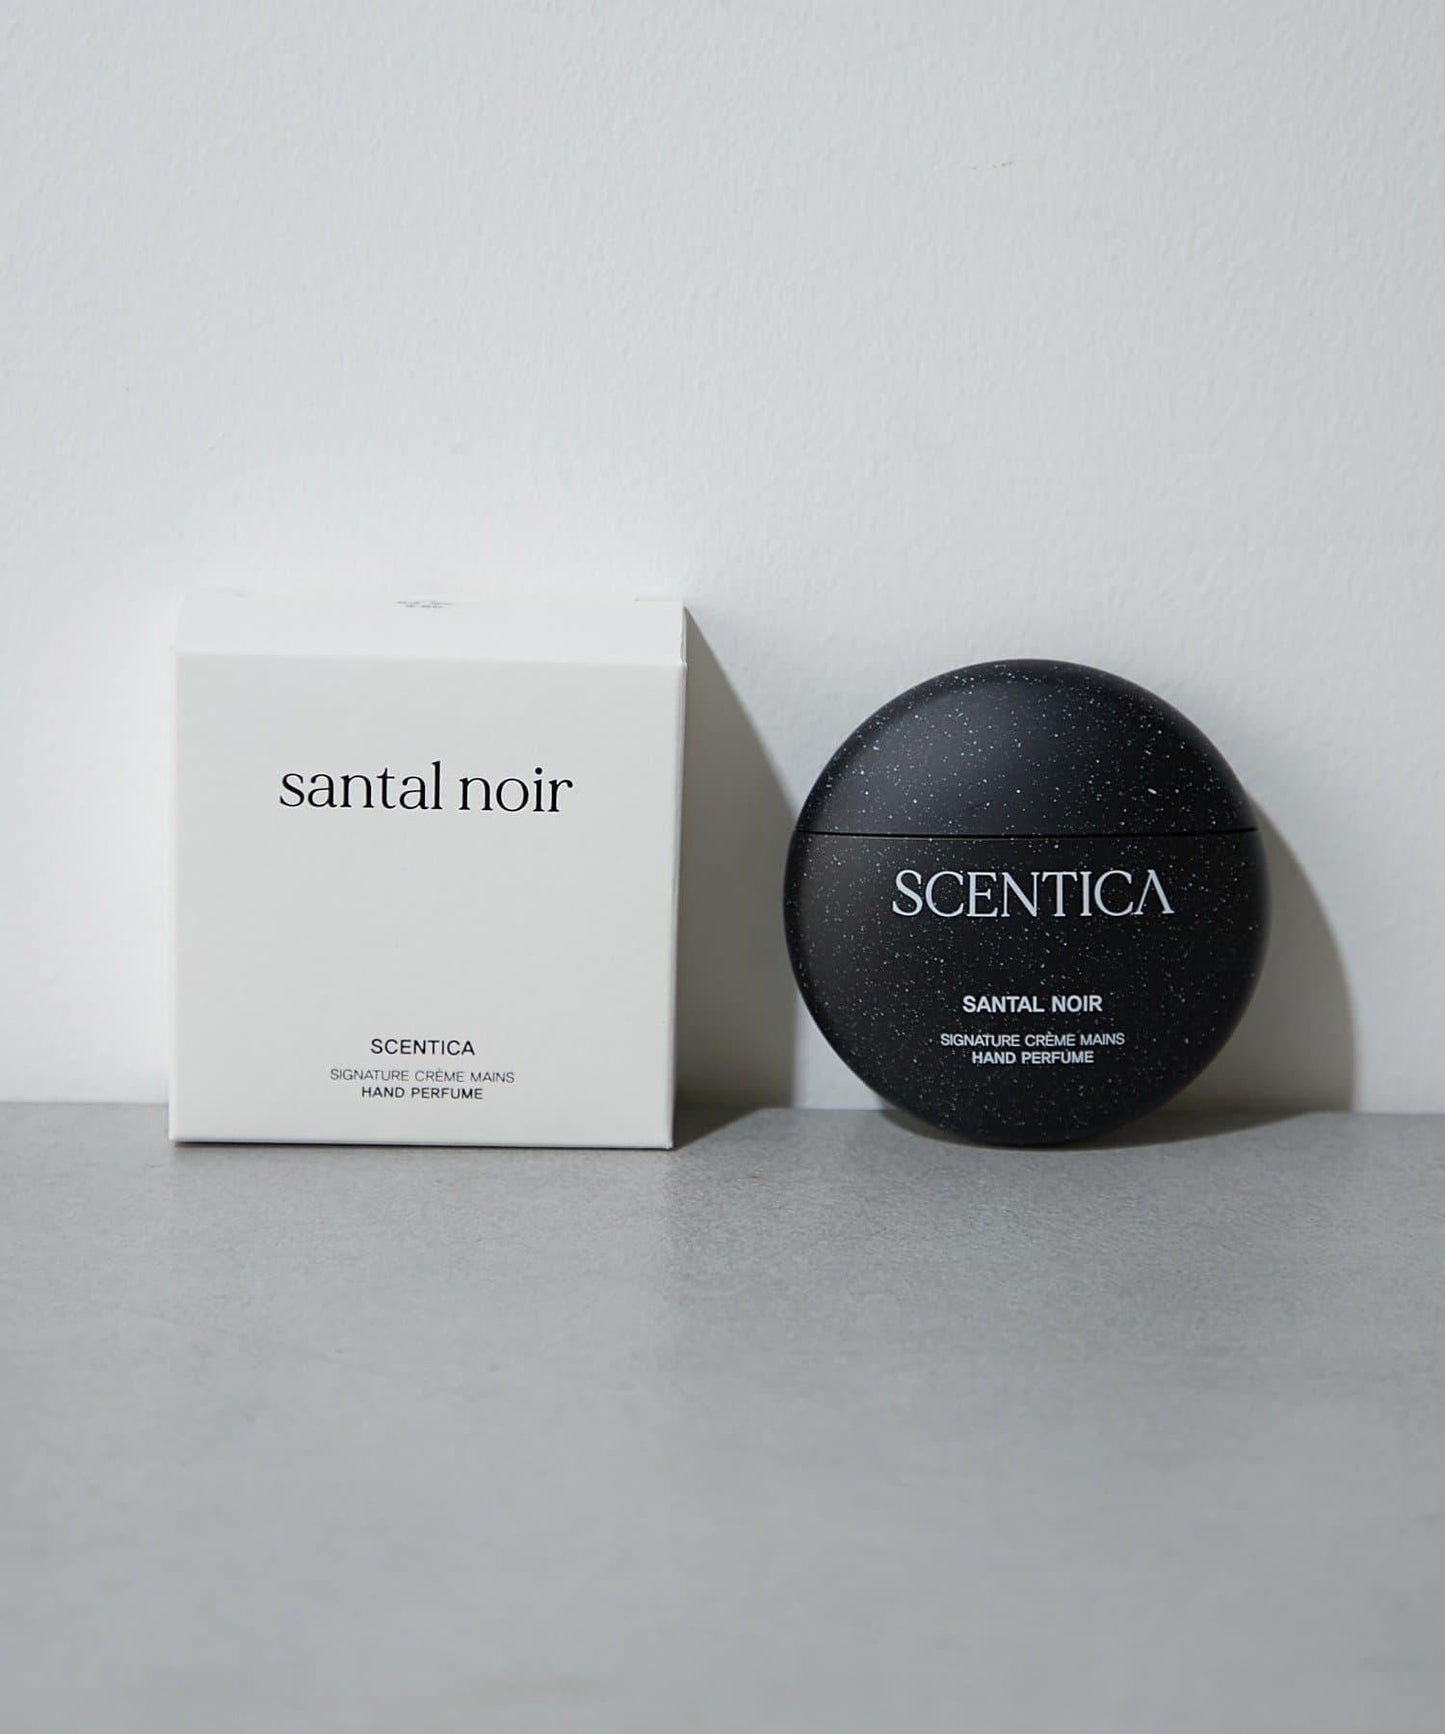 santal noir
SCENTICA
SIGNATURE CRÈME MAINS
HAND PERFUME
SCENTICA
SANTAL NOIR
SIGNATURE CRÈME MAINS
HAND PERFUME